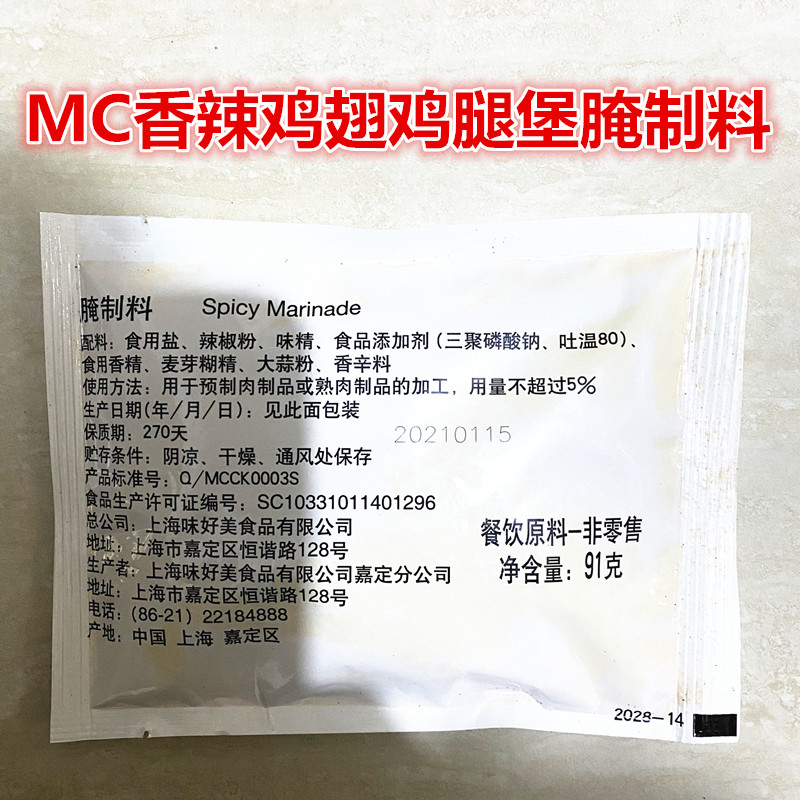 MC香辣鸡翅鸡腿堡腌制料
腌制料 Spicy Marinade
配料：食用盐、辣椒粉、味精、食品添加剂（三聚磷酸钠、吐温80）、
食用香精、麦芽糊精、大蒜粉、香辛料
使用方法：用于预制肉制品或熟肉制品的加工，用量不超过5%
生产日期(年/月/日)：见此面包装
保质期：270天
20210115
贮存条件：阴凉、干燥、通风处保存
产品标准号：Q/MCCK0003S
食品生产许可证编号：SC10331011401296
总公司：上海味好美食品有限公司
地址：上海市嘉定区恒谐路128号
生产者：上海味好美食品有限公司嘉定分公司
地址：上海市嘉定区恒谐路128号
电话：(86-21) 22184888
产地：中国 上海 嘉定区
餐饮原料—非零售
净含量：91克
2028-14